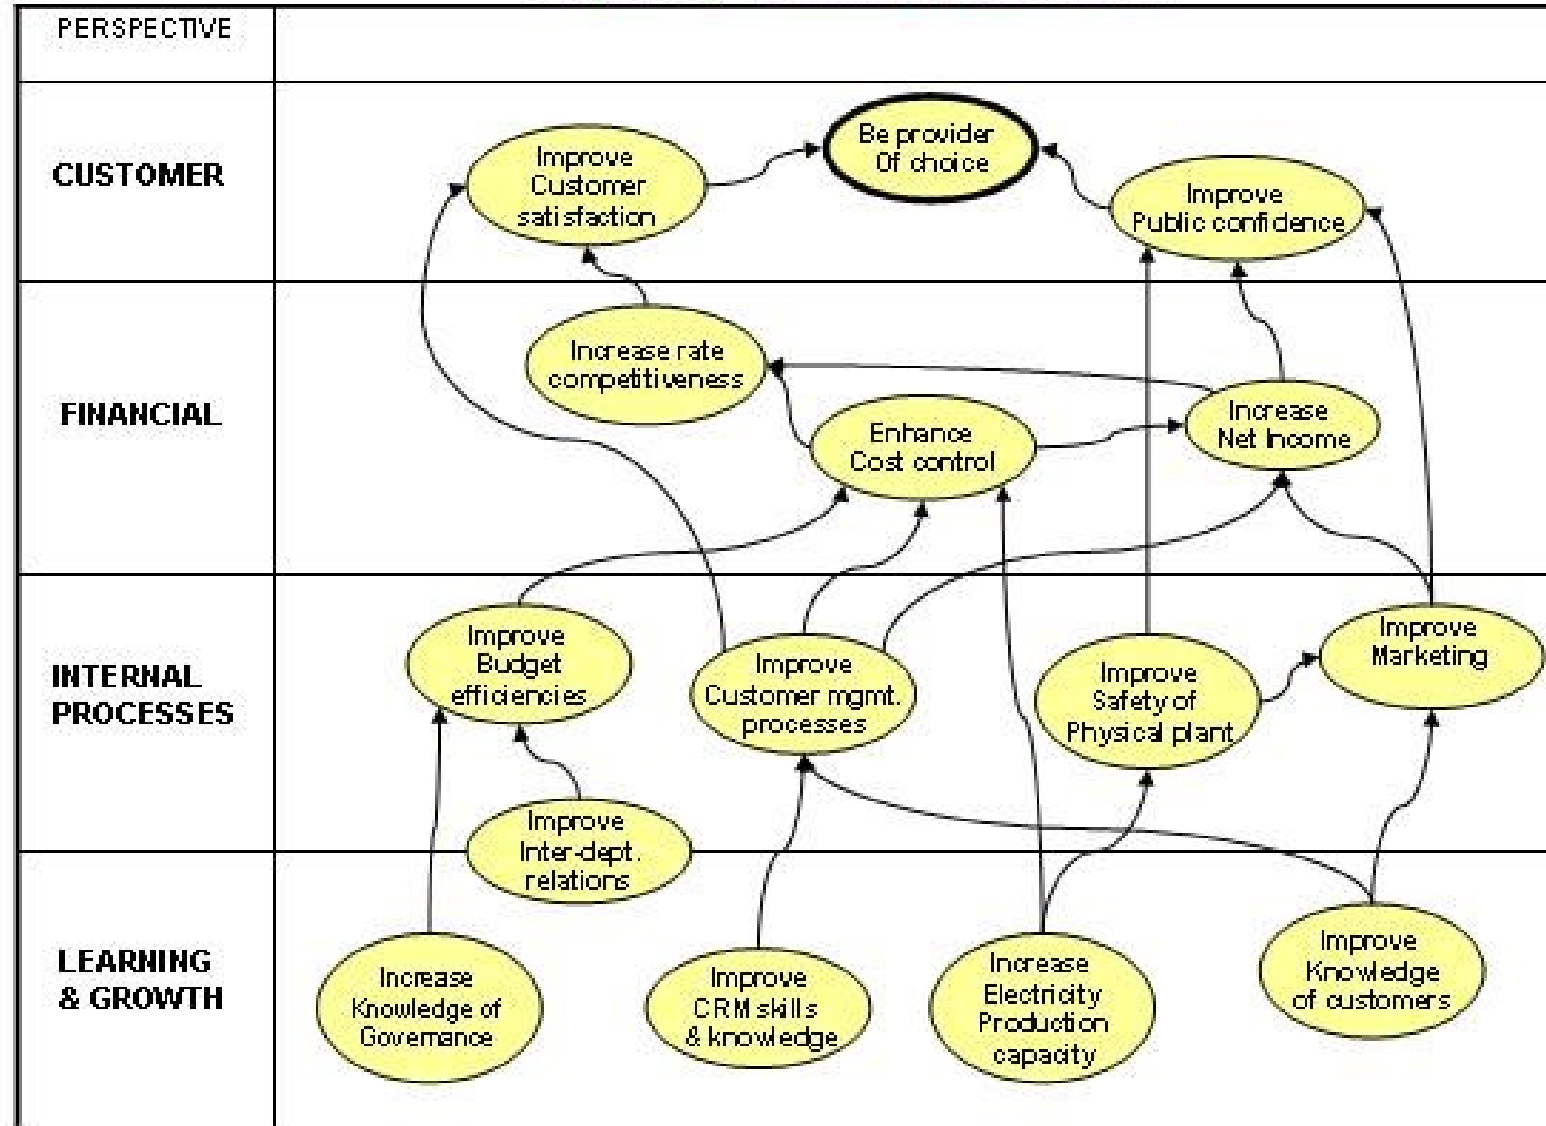 PERSPECTIVE
CUSTOMER
Improve
Customer
satisfaction
Be provider
Of choice
Improve
Public confidence
FINANCIAL
Increase rate
competitiveness
Enhance
Cost control
Increase
Net Income
INTERNAL
PROCESSES
Improve
Budget
efficiencies
Improve
Customer mgmt.
processes
Improve
Safety of
Physical plant
Improve
Marketing
Improve
Inter-dept.
relations
LEARNING
& GROWTH
Increase
Knowledge of
Governance
Improve
CRM skills
& knowledge
Increase
Electricity
Production
capacity
Improve
Knowledge
of customers